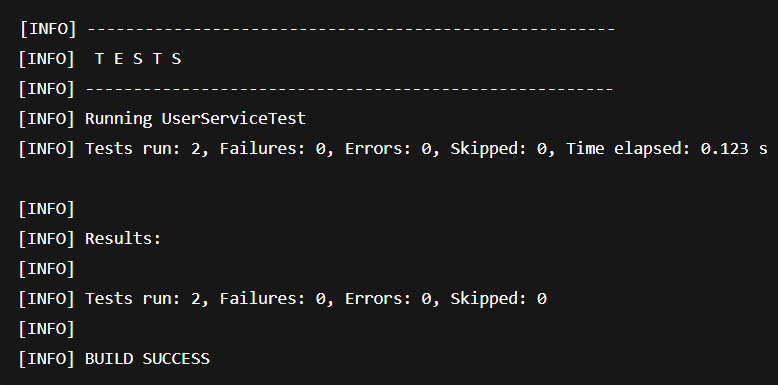 [INFO] -------------------------------------------------------
[INFO]  T E S T S
[INFO] -------------------------------------------------------
[INFO] Running UserServiceTest
[INFO] Tests run: 2, Failures: 0, Errors: 0, Skipped: 0, Time elapsed: 0.123 s
[INFO]
[INFO] Results:
[INFO]
[INFO] Tests run: 2, Failures: 0, Errors: 0, Skipped: 0
[INFO]
[INFO] BUILD SUCCESS